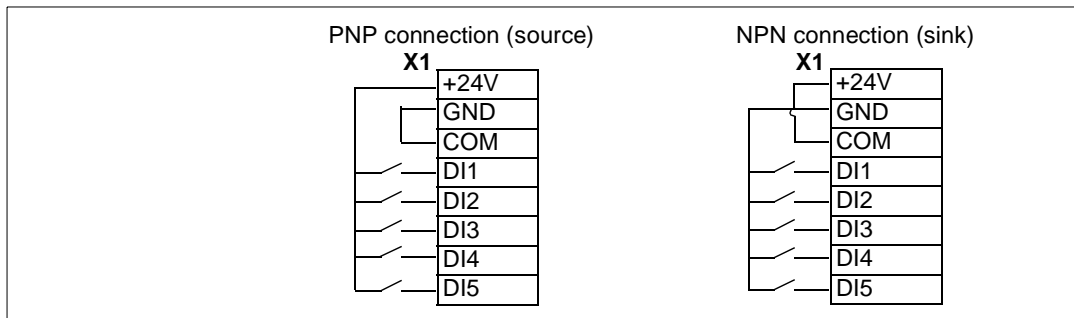 PNP connection (source)
X1
+24V
GND
COM
DI1
DI2
DI3
DI4
DI5
NPN connection (sink)
X1
+24V
GND
COM
DI1
DI2
DI3
DI4
DI5